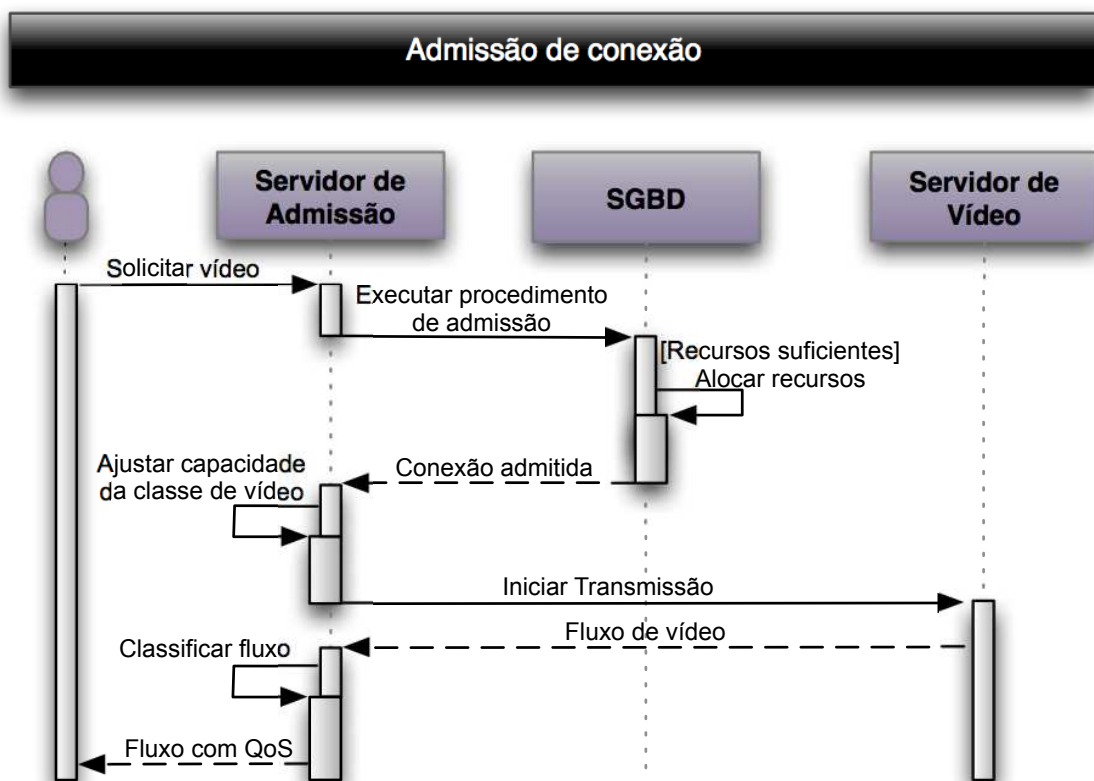 Admissão de conexão
Servidor de
Admissão
SGBD
Servidor de
Vídeo
Solicitar vídeo
Executar procedimento
de admissão
[Recursos suficientes]
Alocar recursos
Ajustar capacidade
da classe de vídeo
Conexão admitida
Iniciar Transmissão
Fluxo de vídeo
Classificar fluxo
Fluxo com QoS